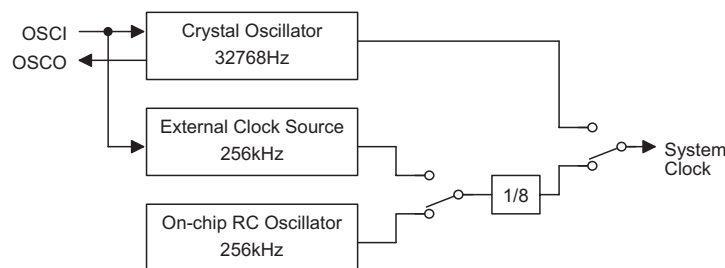 OSCI
OSCO
Crystal Oscillator
32768Hz
External Clock Source
256kHz
On-chip RC Oscillator
256kHz
1/8
System
Clock